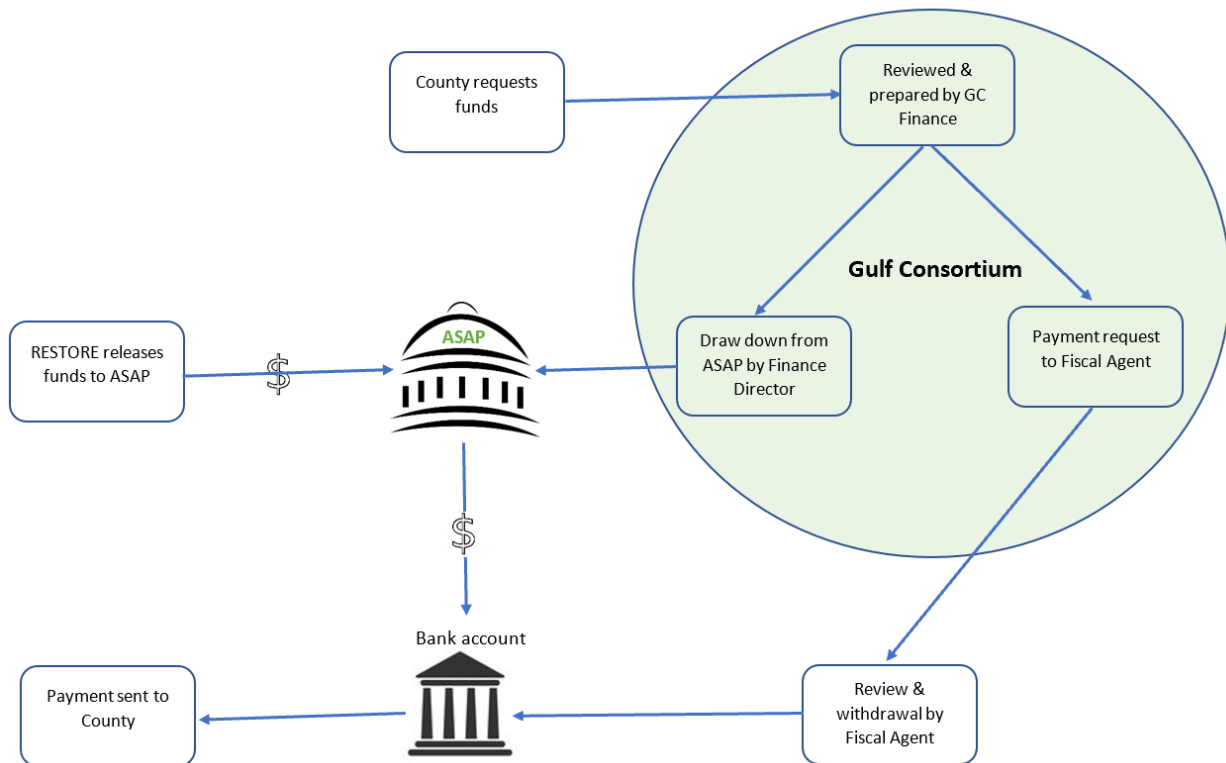 County requests
funds
Reviewed &
prepared by GC
Finance
Gulf Consortium
RESTORE releases
funds to ASAP
$
ASAP
Draw down from
ASAP by Finance
Director
Payment request
to Fiscal Agent
$
Bank account
Payment sent to
County
Review &
withdrawal by
Fiscal Agent